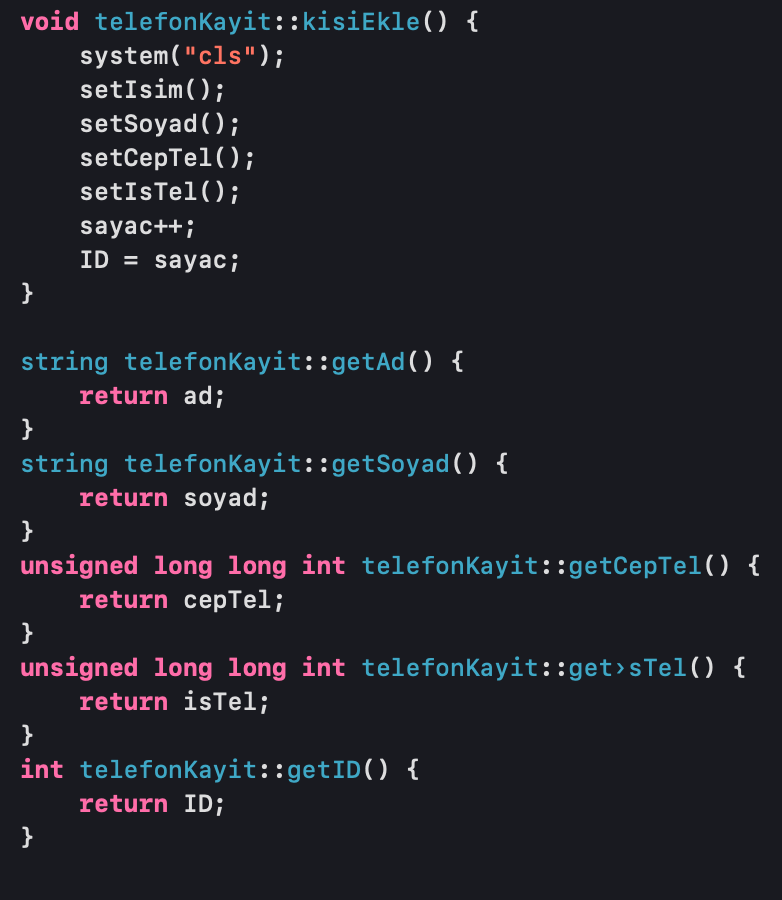 void telefonKayit::kisiEkle() {
    system("cls");
    setIsim();
    setSoyad();
    setCepTel();
    setIsTel();
    sayac++;
    ID = sayac;
}

string telefonKayit::getAd() {
    return ad;
}
string telefonKayit::getSoyad() {
    return soyad;
}
unsigned long long int telefonKayit::getCepTel() {
    return cepTel;
}
unsigned long long int telefonKayit::get›sTel() {
    return isTel;
}
int telefonKayit::getID() {
    return ID;
}